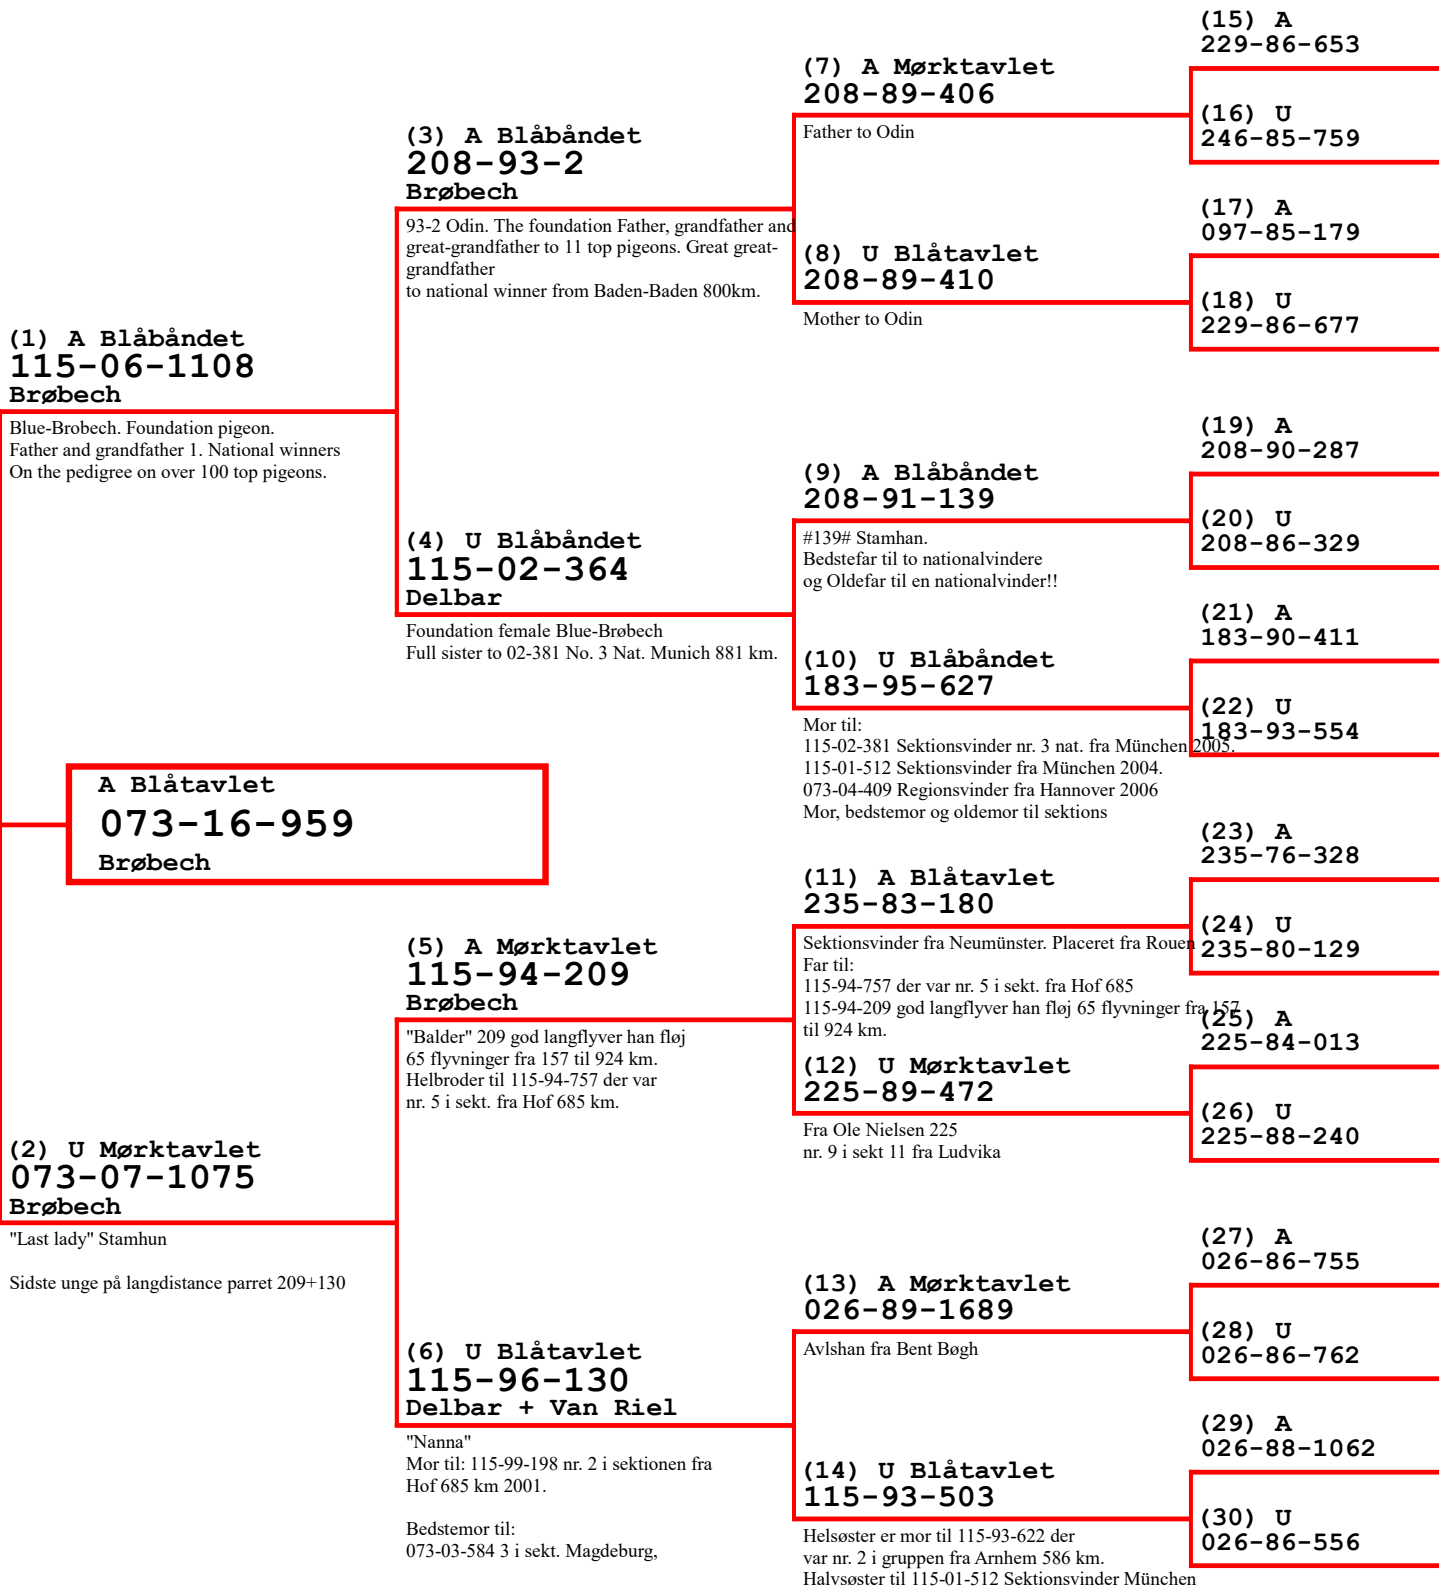 (1) A Blåbåndet
115-06-1108
Brøbech
Blue-Brobech. Foundation pigeon.
Father and grandfather 1. National winners
On the pedigree on over 100 top pigeons.
A Blåtavlet
073-16-959
Brøbech
(2) U Mørktavlet
073-07-1075
Brøbech
"Last lady" Stamhun
Sidste unge på langdistance parret 209+130
(3) A Blåbåndet
208-93-2
Brøbech
93-2 Odin. The foundation Father, grandfather and
great-grandfather to 11 top pigeons. Great great-
grandfather
to national winner from Baden-Baden 800km.
(4) U Blåbåndet
115-02-364
Delbar
Foundation female Blue-Brøbech
Full sister to 02-381 No. 3 Nat. Munich 881 km.
(5) A Mørktavlet
115-94-209
Brøbech
"Balder" 209 god langflyver han fløj
65 flyvninger fra 157 til 924 km.
Helbroder til 115-94-757 der var
nr. 5 i sekt. fra Hof 685 km.
(6) U Blåtavlet
115-96-130
Delbar + Van Riel
"Nanna"
Mor til: 115-99-198 nr. 2 i sektionen fra
Hof 685 km 2001.
Bedstemor til:
073-03-584 3 i sekt. Magdeburg,
(7) A Mørktavlet
208-89-406
Father to Odin
(8) U Blåtavlet
208-89-410
Mother to Odin
(9) A Blåbåndet
208-91-139
#139# Stamhan.
Bedstefar til to nationalvindere
og Oldefar til en nationalvinder!!
(10) U Blåbåndet
183-95-627
Mor til:
115-02-381 Sektionsvinder nr. 3 nat. fra München 2005.
115-01-512 Sektionsvinder fra München 2004.
073-04-409 Regionsvinder fra Hannover 2006
Mor, bedstemor og oldemor til sektions
(11) A Blåtavlet
235-83-180
Sektionsvinder fra Neumünster. Placeret fra Rouen
Far til:
115-94-757 der var nr. 5 i sekt. fra Hof 685
115-94-209 god langflyver han fløj 65 flyvninger fra 157
til 924 km.
(12) U Mørktavlet
225-89-472
Fra Ole Nielsen 225
nr. 9 i sekt 11 fra Ludvika
(13) A Mørktavlet
026-89-1689
Avlshan fra Bent Bøgh
(14) U Blåtavlet
115-93-503
Helsøster er mor til 115-93-622 der
var nr. 2 i gruppen fra Arnhem 586 km.
Halvsøster til 115-01-512 Sektionsvinder München
(15) A
229-86-653
(16) U
246-85-759
(17) A
097-85-179
(18) U
229-86-677
(19) A
208-90-287
(20) U
208-86-329
(21) A
183-90-411
(22) U
183-93-554
(23) A
235-76-328
(24) U
235-80-129
(25) A
225-84-013
(26) U
225-88-240
(27) A
026-86-755
(28) U
026-86-762
(29) A
026-88-1062
(30) U
026-86-556